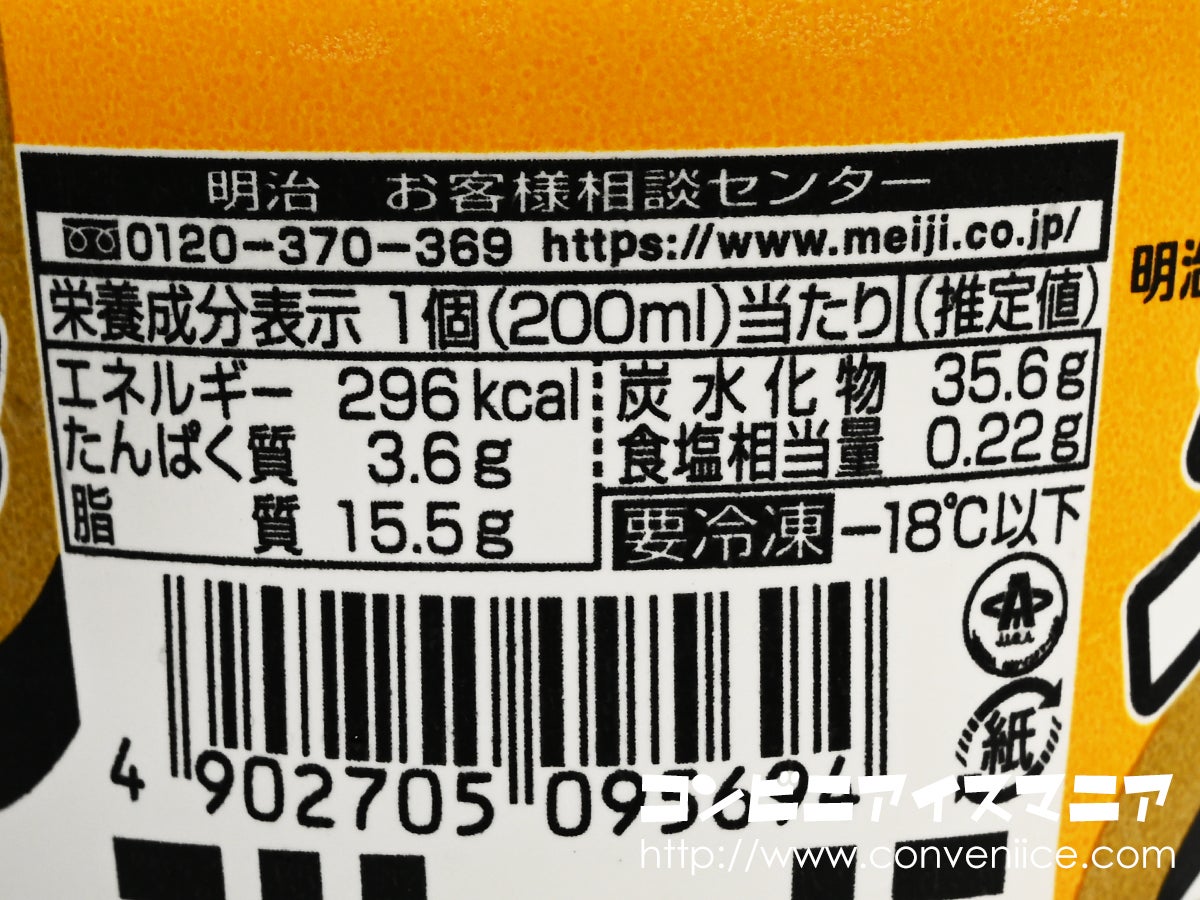 明治 お客様相談センター
0120-370-369 https://www.meiji.co.jp/
栄養成分表示 1個(200ml)当たり (推定値)
エネルギー 296kcal
たんぱく質 3.6g
脂質 15.5g
炭水化物 35.6g
食塩相当量 0.22g
要冷凍 -18℃以下
紙
明治
コンビニアイスマニア
http://www.conveniice.com